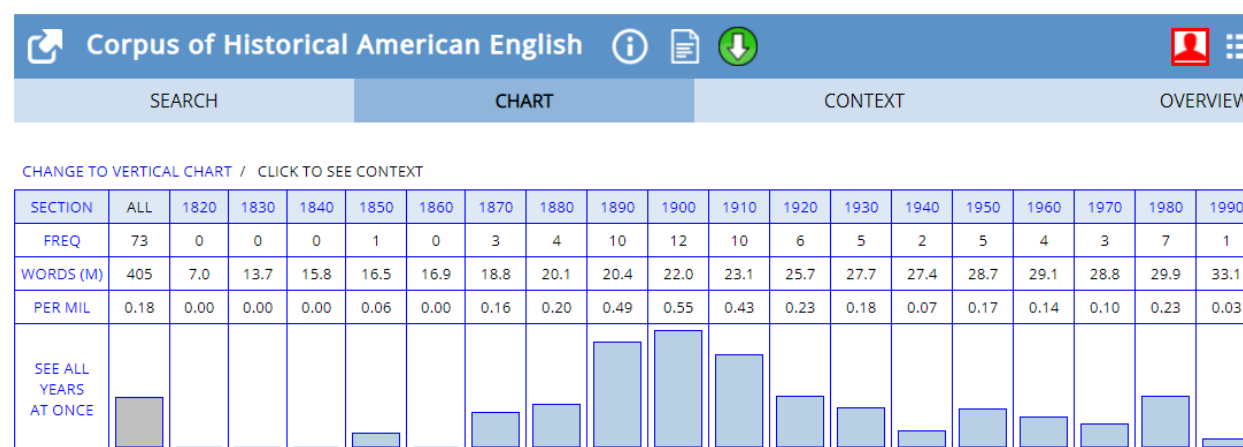 Corpus of Historical American English
SEARCH CHART CONTEXT OVERVIEW
CHANGE TO VERTICAL CHART / CLICK TO SEE CONTEXT
SECTION ALL 1820 1830 1840 1850 1860 1870 1880 1890 1900 1910 1920 1930 1940 1950 1960 1970 1980 1990
FREQ 73 0 0 0 1 0 3 4 10 12 10 6 5 2 5 4 3 7 1
WORDS (M) 405 7.0 13.7 15.8 16.5 16.9 18.8 20.1 20.4 22.0 23.1 25.7 27.7 27.4 28.7 29.1 28.8 29.9 33.1
PER MIL 0.18 0.00 0.00 0.00 0.06 0.00 0.16 0.20 0.49 0.55 0.43 0.23 0.18 0.07 0.17 0.14 0.10 0.23 0.03
SEE ALL
YEARS
AT ONCE